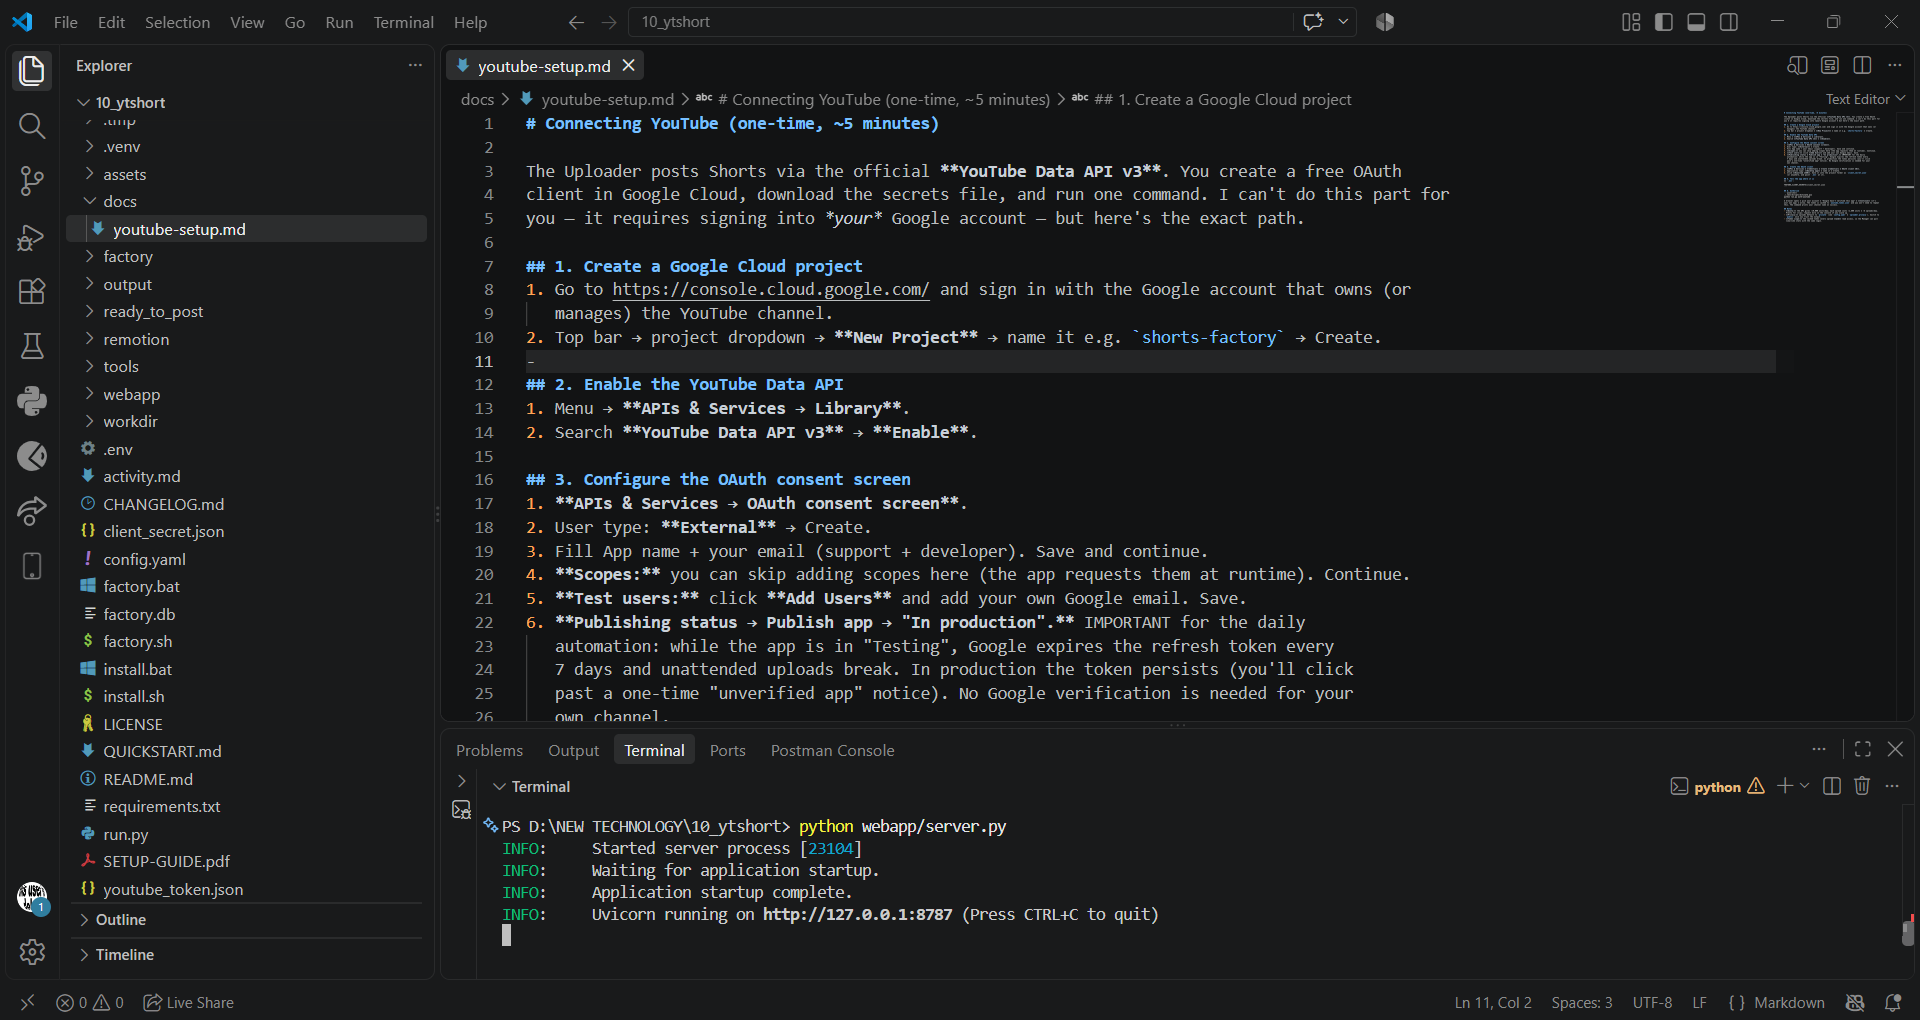 File Edit Selection View Go Run Terminal Help
10_ytshort
Explorer
10_ytshort
.tmp
.venv
assets
docs
youtube-setup.md
factory
output
ready_to_post
remotion
tools
webapp
workdir
.env
activity.md
CHANGELOG.md
client_secret.json
config.yaml
factory.bat
factory.db
factory.sh
install.bat
install.sh
LICENSE
QUICKSTART.md
README.md
requirements.txt
run.py
SETUP-GUIDE.pdf
youtube_token.json
Outline
Timeline
1
youtube-setup.md
docs > youtube-setup.md > abc # Connecting YouTube (one-time, ~5 minutes) > abc ## 1. Create a Google Cloud project
Text Editor
1 # Connecting YouTube (one-time, ~5 minutes)
2
3 The Uploader posts Shorts via the official **YouTube Data API v3**. You create a free OAuth
4 client in Google Cloud, download the secrets file, and run one command. I can't do this part for
5 you — it requires signing into *your* Google account — but here's the exact path.
6
7 ## 1. Create a Google Cloud project
8 1. Go to https://console.cloud.google.com/ and sign in with the Google account that owns (or
9 manages) the YouTube channel.
10 2. Top bar → project dropdown → **New Project** → name it e.g. `shorts-factory` → Create.
11 -
12 ## 2. Enable the YouTube Data API
13 1. Menu → **APIs & Services → Library**.
14 2. Search **YouTube Data API v3** → **Enable**.
15
16 ## 3. Configure the OAuth consent screen
17 1. **APIs & Services → OAuth consent screen**.
18 2. User type: **External** → Create.
19 3. Fill App name + your email (support + developer). Save and continue.
20 4. **Scopes:** you can skip adding scopes here (the app requests them at runtime). Continue.
21 5. **Test users:** click **Add Users** and add your own Google email. Save.
22 6. **Publishing status → Publish app → "In production".** IMPORTANT for the daily
23 automation: while the app is in "Testing", Google expires the refresh token every
24 7 days and unattended uploads break. In production the token persists (you'll click
25 past a one-time "unverified app" notice). No Google verification is needed for your
26 own channel.
Problems Output Terminal Ports Postman Console
Terminal
python
PS D:\NEW TECHNOLOGY\10_ytshort> python webapp/server.py
INFO: Started server process [23104]
INFO: Waiting for application startup.
INFO: Application startup complete.
INFO: Uvicorn running on http://127.0.0.1:8787 (Press CTRL+C to quit)
0 0 Live Share
Ln 11, Col 2 Spaces: 3 UTF-8 LF { } Markdown